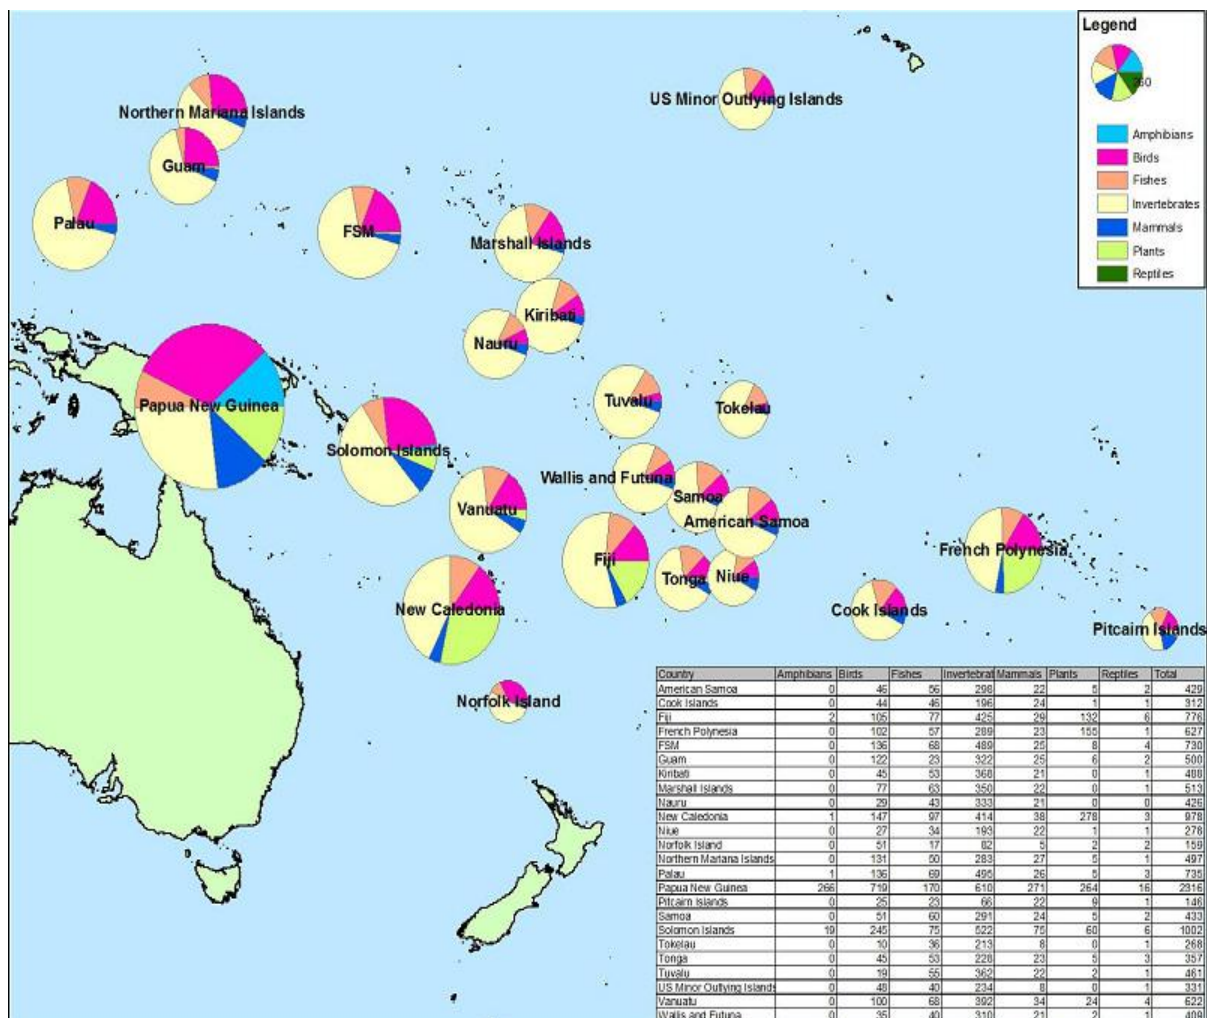 Legend
260
Amphibians
Birds
Fishes
Invertebrates
Mammals
Plants
Reptiles
US Minor Outlying Islands
Northern Mariana Islands
Guam
Palau
FSM
Marshall Islands
Kiribati
Nauru
Papua New Guinea
Solomon Islands
Tuvalu
Tokelau
Wallis and Futuna
Samoa
American Samoa
Vanuatu
Fiji
French Polynesia
Tonga
Niue
New Caledonia
Cook Islands
Pitcairn Islands
Norfolk Island
Country Amphibians Birds Fishes Invertebrat Mammals Plants Reptiles Total
American Samoa 0 46 56 298 22 5 2 429
Cook Islands 0 44 46 196 24 1 1 312
Fiji 2 105 77 425 29 132 6 776
French Polynesia 0 102 57 289 23 155 1 627
FSM 0 136 68 489 25 8 4 730
Guam 0 122 23 322 25 6 2 500
Kiribati 0 45 53 368 21 0 1 488
Marshall Islands 0 77 63 350 22 0 1 513
Nauru 0 29 43 333 21 0 0 426
New Caledonia 1 147 97 414 38 278 3 978
Niue 0 27 34 193 22 1 1 278
Norfolk Island 0 51 17 82 5 2 2 159
Northern Mariana Islands 0 131 50 283 27 5 1 497
Palau 1 136 69 495 26 5 3 735
Papua New Guinea 266 719 170 610 271 264 16 2316
Pitcairn Islands 0 25 23 66 22 9 1 146
Samoa 0 51 60 291 24 5 2 433
Solomon Islands 19 245 75 522 75 60 6 1002
Tokelau 0 10 36 213 8 0 1 268
Tonga 0 45 53 228 23 5 3 357
Tuvalu 0 19 55 362 22 2 1 461
US Minor Outlying Islands 0 48 40 234 8 0 1 331
Vanuatu 0 100 68 392 34 24 4 622
Wallis and Futuna 0 35 40 310 21 2 1 409